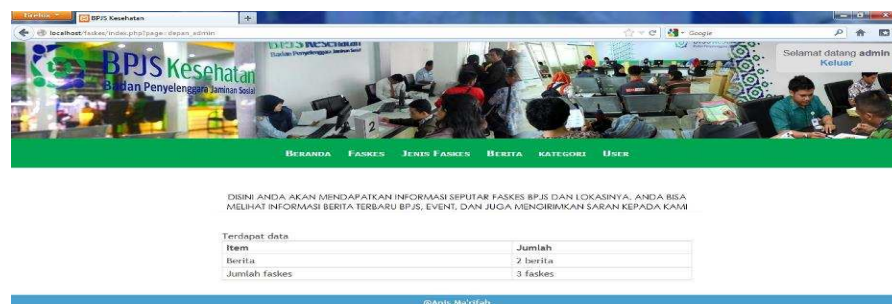 Firefox
BPJS Kesehatan
localhost/faskes/index.php?page=depan_admin
Google
BPJS Kesehatan
Badan Penyelenggara Jaminan Sosial
Selamat datang admin
Keluar
BERANDA FASKES JENIS FASKES BERITA KATEGORI USER
DISINI ANDA AKAN MENDAPATKAN INFORMASI SEPUTAR FASKES BPJS DAN LOKASINYA. ANDA BISA
MELIHAT INFORMASI BERITA TERBARU BPJS, EVENT, DAN JUGA MENGIRIMKAN SARAN KEPADA KAMI
Terdapat data
Item Jumlah
Berita 2 berita
Jumlah faskes 3 faskes
@Anis Ma'rifah